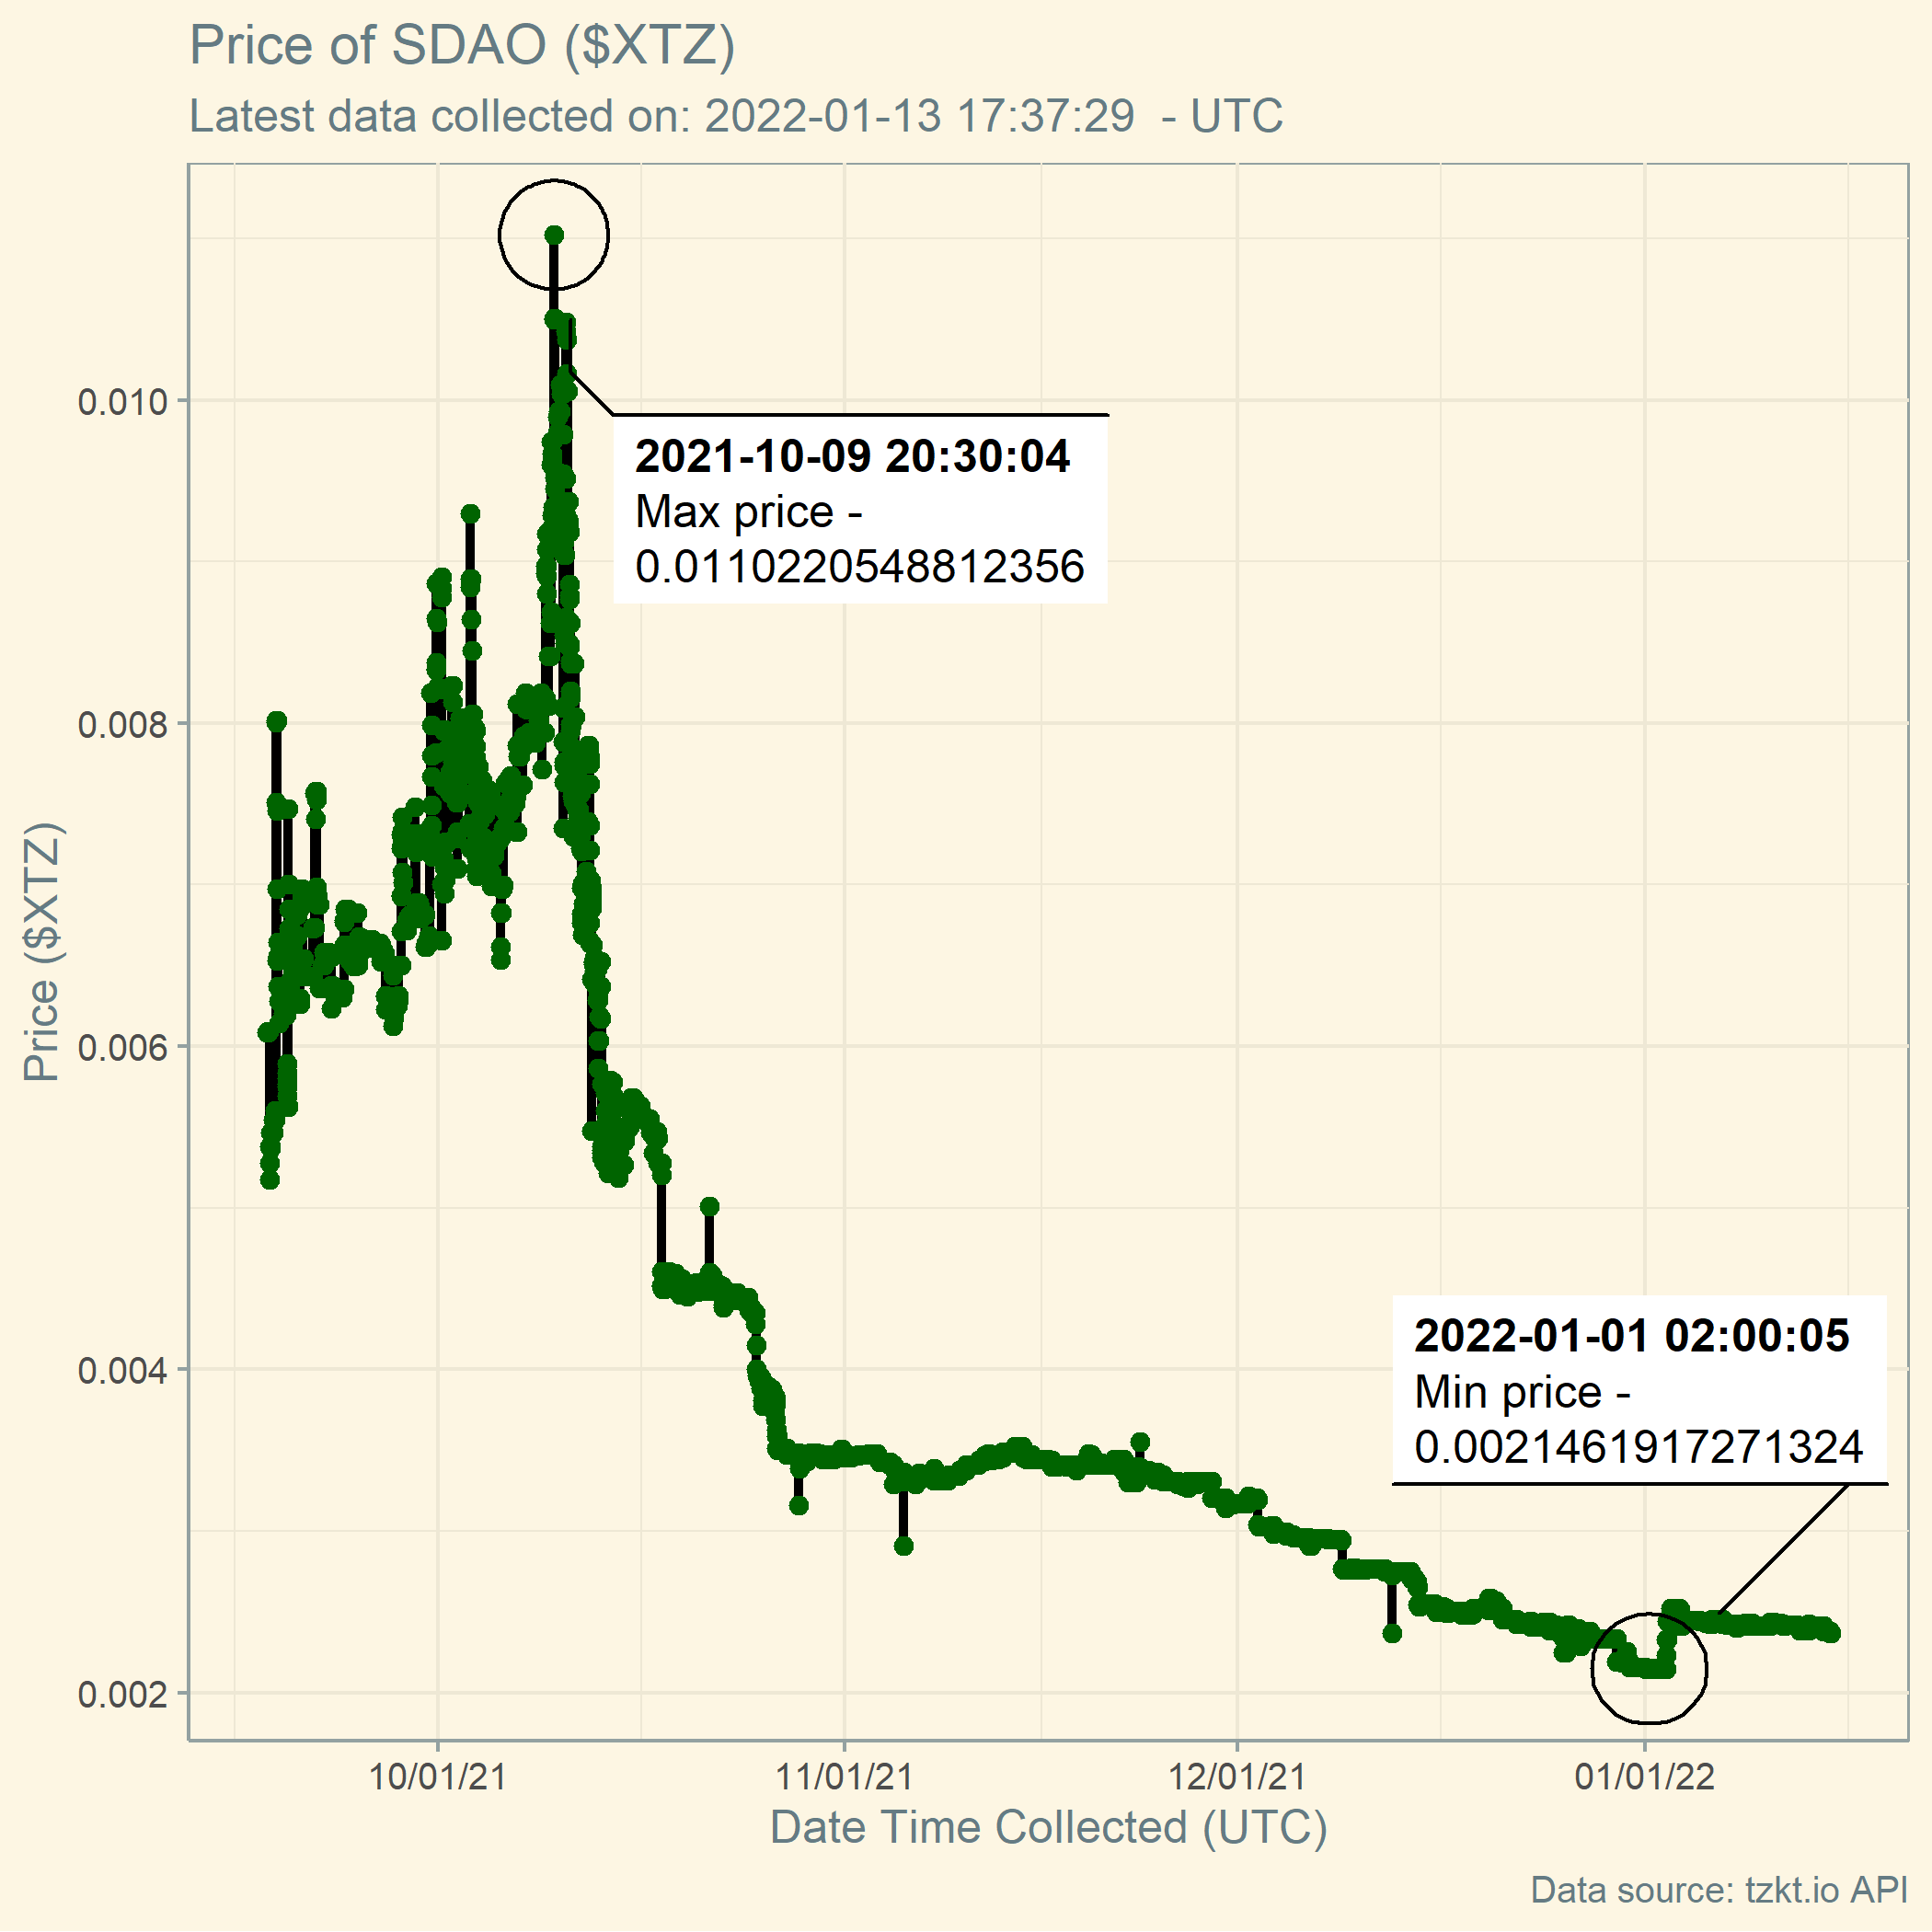 Price of SDAO ($XTZ)
Latest data collected on: 2022-01-13 17:37:29  - UTC
0.010
0.008
0.006
0.004
0.002
Price ($XTZ)
2021-10-09 20:30:04
Max price -
0.01102205488​12356
2022-01-01 02:00:05
Min price -
0.0021461917271324
10/01/21
11/01/21
12/01/21
01/01/22
Date Time Collected (UTC)
Data source: tzkt.io API